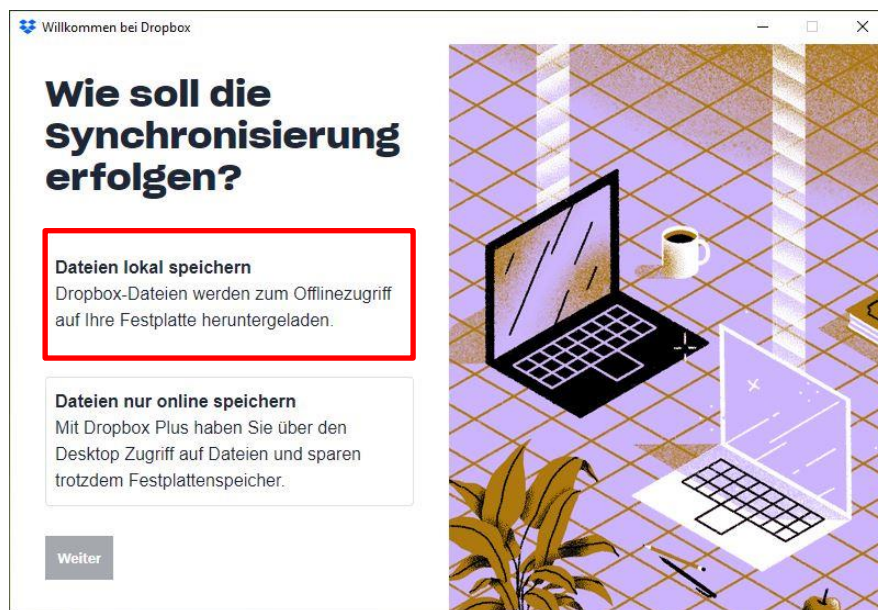 Willkommen bei Dropbox
Wie soll die
Synchronisierung
erfolgen?
Dateien lokal speichern
Dropbox-Dateien werden zum Offlinezugriff
auf Ihre Festplatte heruntergeladen.
Dateien nur online speichern
Mit Dropbox Plus haben Sie über den
Desktop Zugriff auf Dateien und sparen
trotzdem Festplattenspeicher.
Weiter